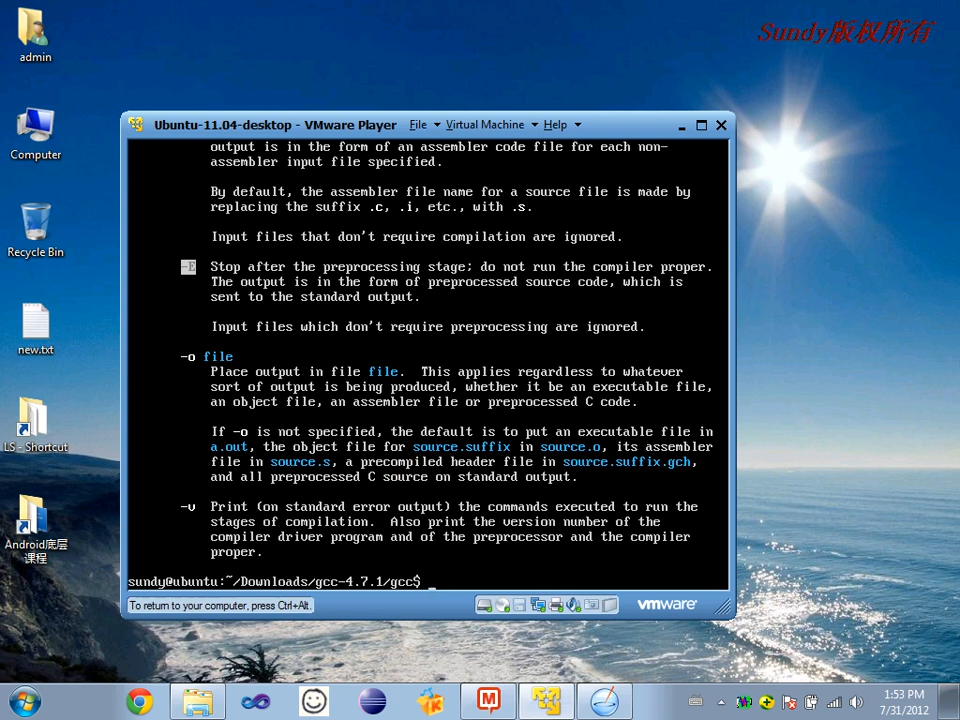 Sundy版权所有
admin
Computer
Recycle Bin
new.txt
LS - Shortcut
Android底层
课程
Ubuntu-11.04-desktop - VMware Player File Virtual Machine Help
output is in the form of an assembler code file for each non-
assembler input file specified.
By default, the assembler file name for a source file is made by
replacing the suffix .c, .i, etc., with .s.
Input files that don't require compilation are ignored.
-E Stop after the preprocessing stage; do not run the compiler proper.
The output is in the form of preprocessed source code, which is
sent to the standard output.
Input files which don't require preprocessing are ignored.
-o file
Place output in file file. This applies regardless to whatever
sort of output is being produced, whether it be an executable file,
an object file, an assembler file or preprocessed C code.
If -o is not specified, the default is to put an executable file in
a.out, the object file for source.suffix in source.o, its assembler
file in source.s, a precompiled header file in source.suffix.gch,
and all preprocessed C source on standard output.
-v Print (on standard error output) the commands executed to run the
stages of compilation. Also print the version number of the
compiler driver program and of the preprocessor and the compiler
proper.
sundy@ubuntu:~/Downloads/gcc-4.7.1/gcc$ _
To return to your computer, press Ctrl+Alt.
vmware
1:53 PM
7/31/2012